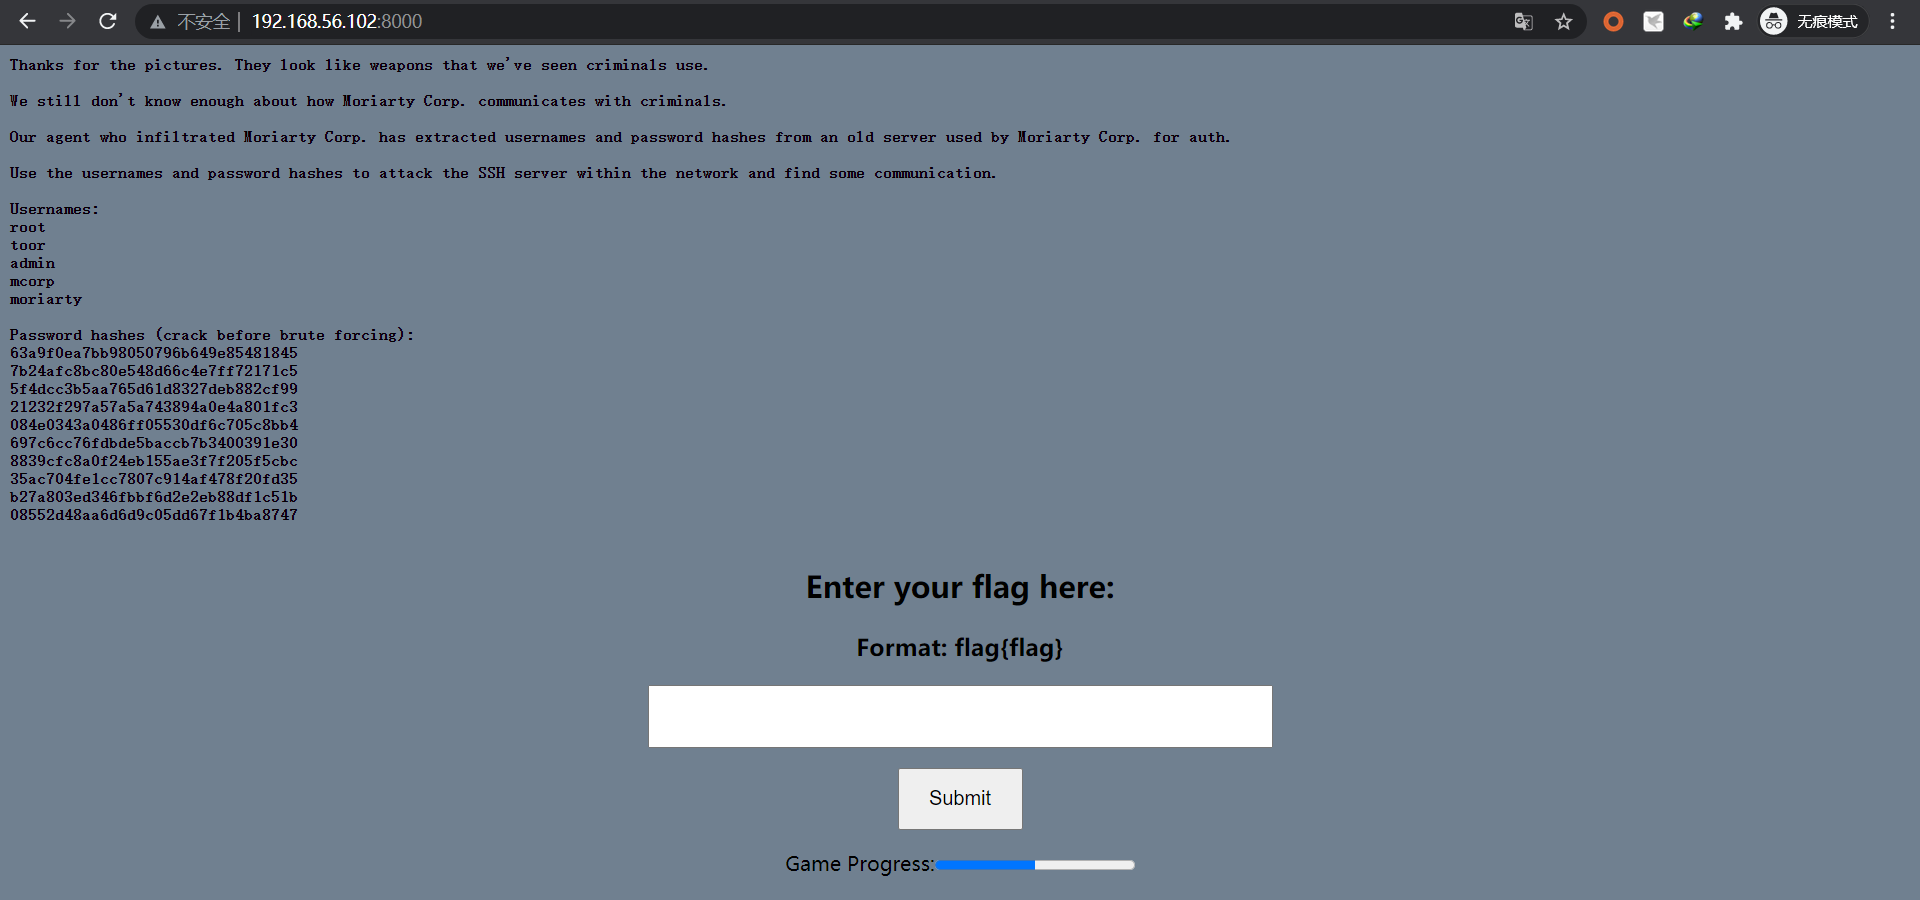 不安全 | 192.168.56.102:8000
无痕模式
Thanks for the pictures. They look like weapons that we've seen criminals use.
We still don't know enough about how Moriarty Corp. communicates with criminals.
Our agent who infiltrated Moriarty Corp. has extracted usernames and password hashes from an old server used by Moriarty Corp. for auth.
Use the usernames and password hashes to attack the SSH server within the network and find some communication.
Usernames:
root
toor
admin
mcorp
moriarty
Password hashes (crack before brute forcing):
63a9f0ea7bb98050796b649e85481845
7b24afc8bc80e548d66c4e7ff72171c5
5f4dcc3b5aa765d61d8327deb882cf99
21232f297a57a5a743894a0e4a801fc3
084e0343a0486ff05530df6c705c8bb4
697c6cc76fdbde5baccb7b3400391e30
8839cfc8a0f24eb155ae3f7f205f5cbc
35ac704fe1cc7807c914af478f20fd35
b27a803ed346fbbf6d2e2eb88df1c51b
08552d48aa6d6d9c05dd67f1b4ba8747
Enter your flag here:
Format: flag{flag}
Submit
Game Progress: